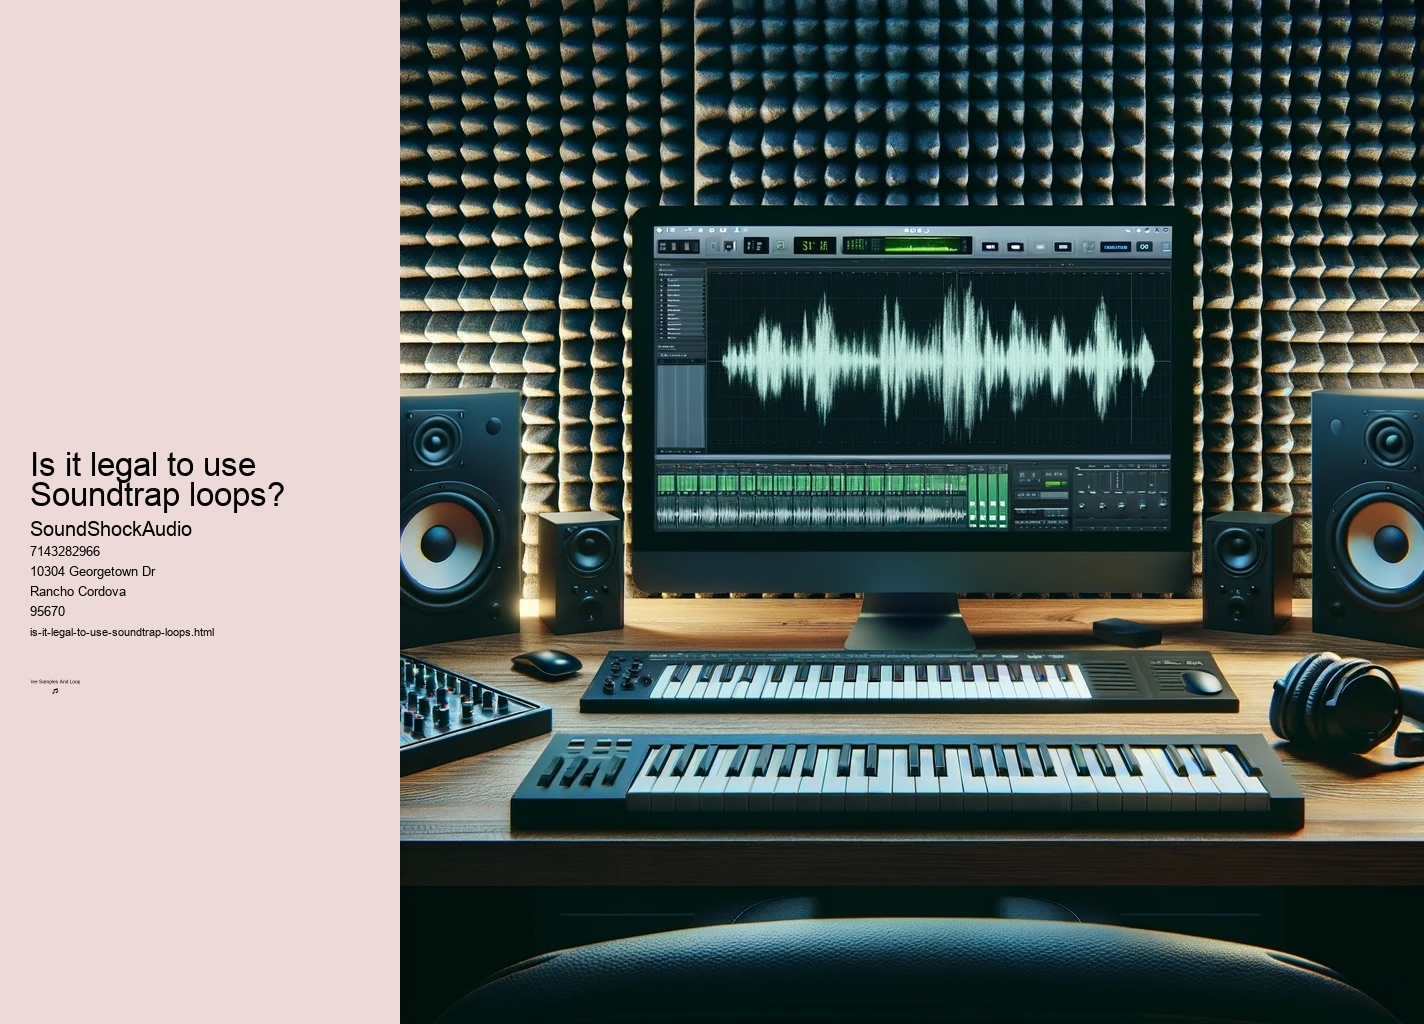 Is it legal to use
Soundtrap loops?
SoundShockAudio
7143282966
10304 Georgetown Dr
Rancho Cordova
95670
is-it-legal-to-use-soundtrap-loops.html
ree Samples And Loop